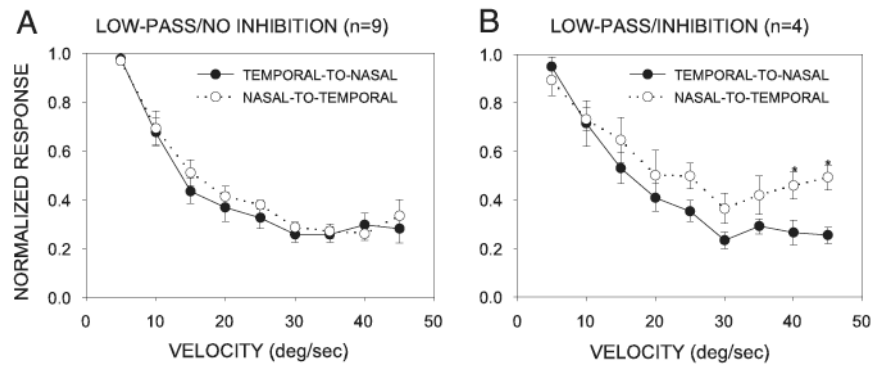 A LOW-PASS/NO INHIBITION (n=9)
NORMALIZED RESPONSE
1.0
0.8
0.6
0.4
0.2
0.0
TEMPORAL-TO-NASAL
NASAL-TO-TEMPORAL
0 10 20 30 40 50
VELOCITY (deg/sec)
B LOW-PASS/INHIBITION (n=4)
1.0
0.8
0.6
0.4
0.2
0.0
TEMPORAL-TO-NASAL
NASAL-TO-TEMPORAL
* *
0 10 20 30 40 50
VELOCITY (deg/sec)